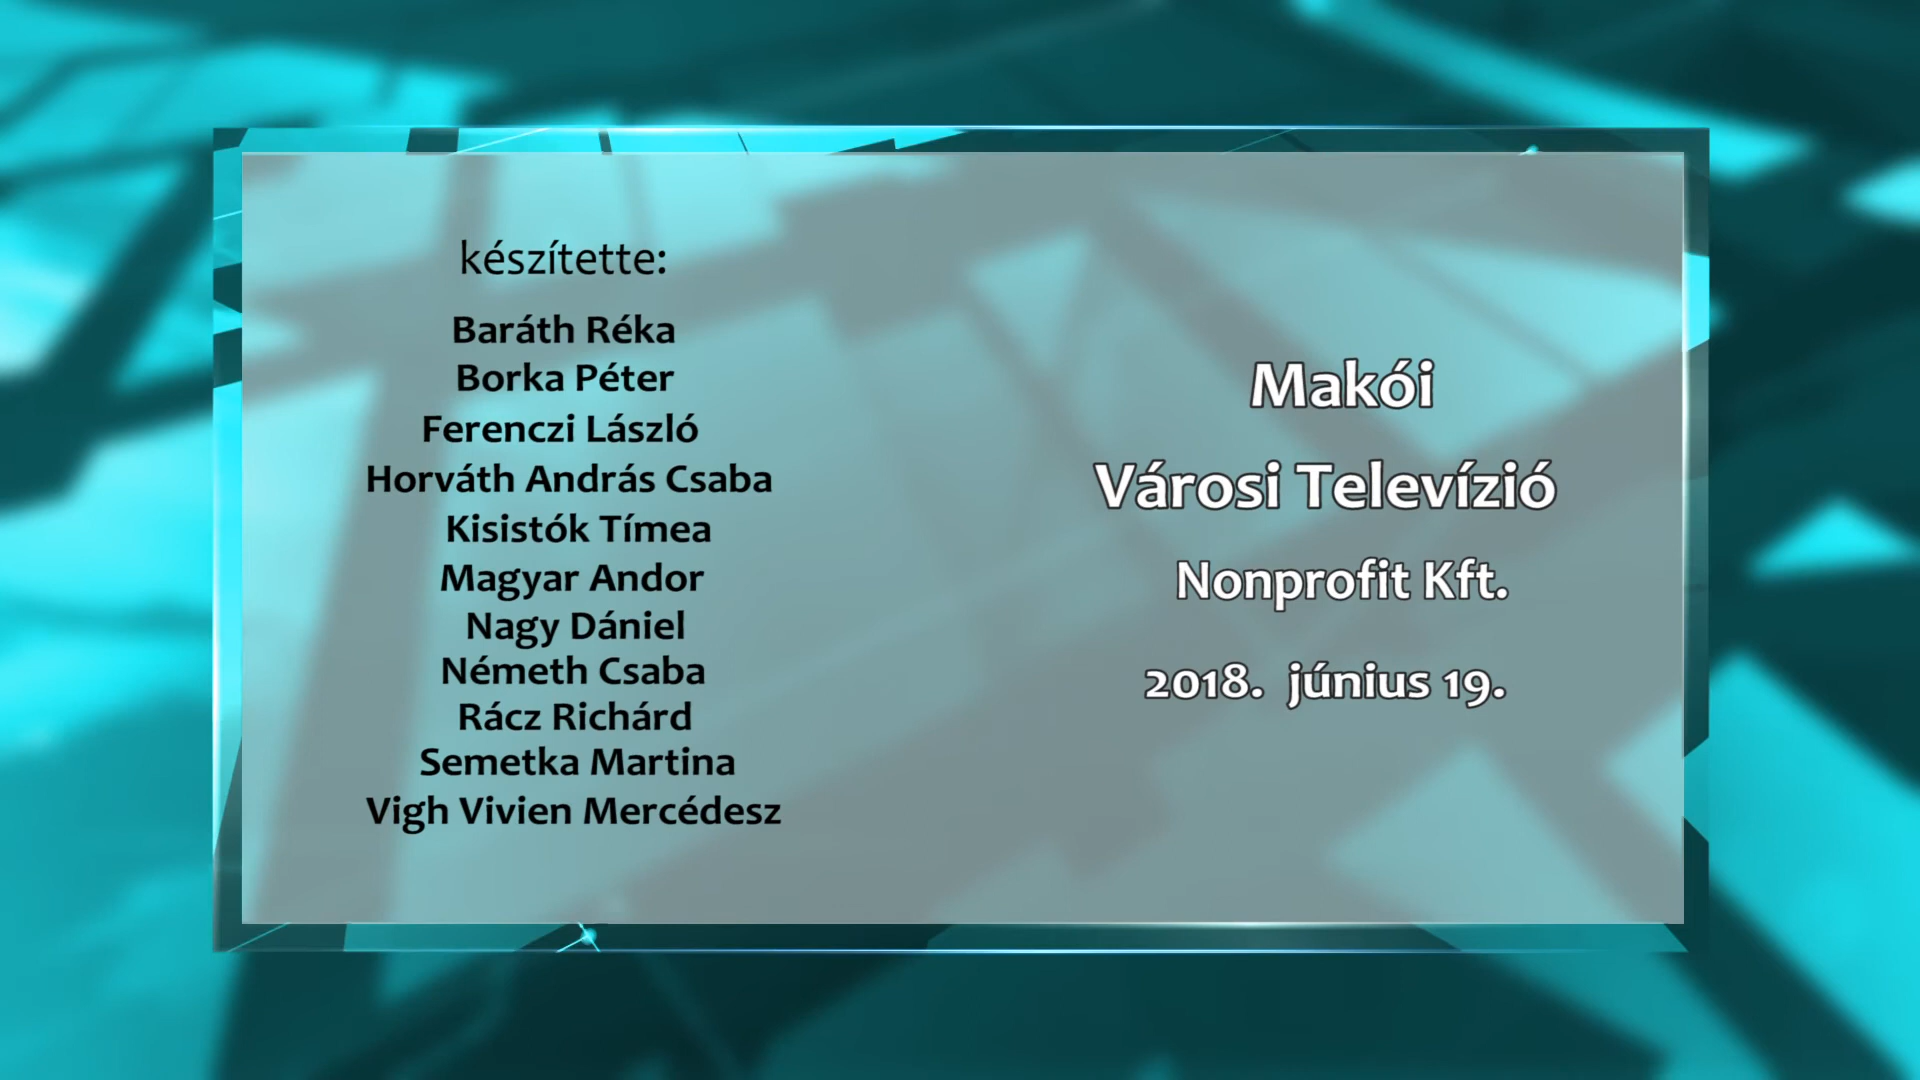 készítette:
Baráth Réka
Borka Péter
Ferenczi László
Horváth András Csaba
Kisistók Tímea
Magyar Andor
Nagy Dániel
Németh Csaba
Rácz Richárd
Semetka Martina
Vigh Vivien Mercédesz
Makói
Városi Televízió
Nonprofit Kft.
2018. június 19.